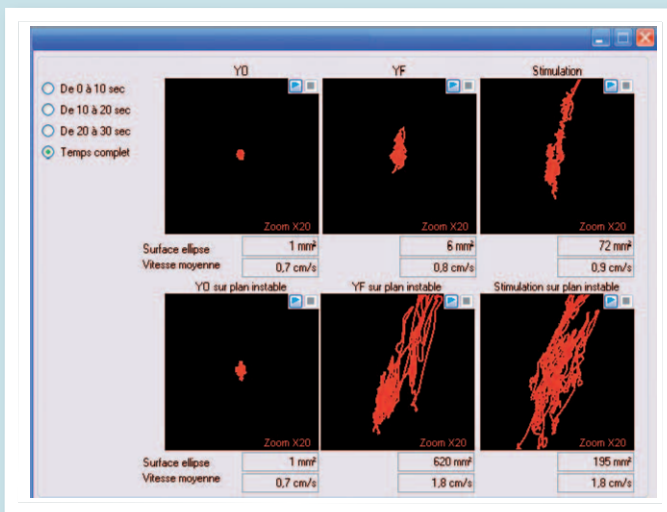 YO YF Stimulation
De 0 à 10 sec
De 10 à 20 sec
De 20 à 30 sec
Temps complet
Zoom X20 Zoom X20 Zoom X20
Surface ellipse 1 mm² 6 mm² 72 mm²
Vitesse moyenne 0,7 cm/s 0,8 cm/s 0,9 cm/s
YO sur plan instable YF sur plan instable Stimulation sur plan instable
Zoom X20 Zoom X20 Zoom X20
Surface ellipse 1 mm² 620 mm² 195 mm²
Vitesse moyenne 0,7 cm/s 1,8 cm/s 1,8 cm/s